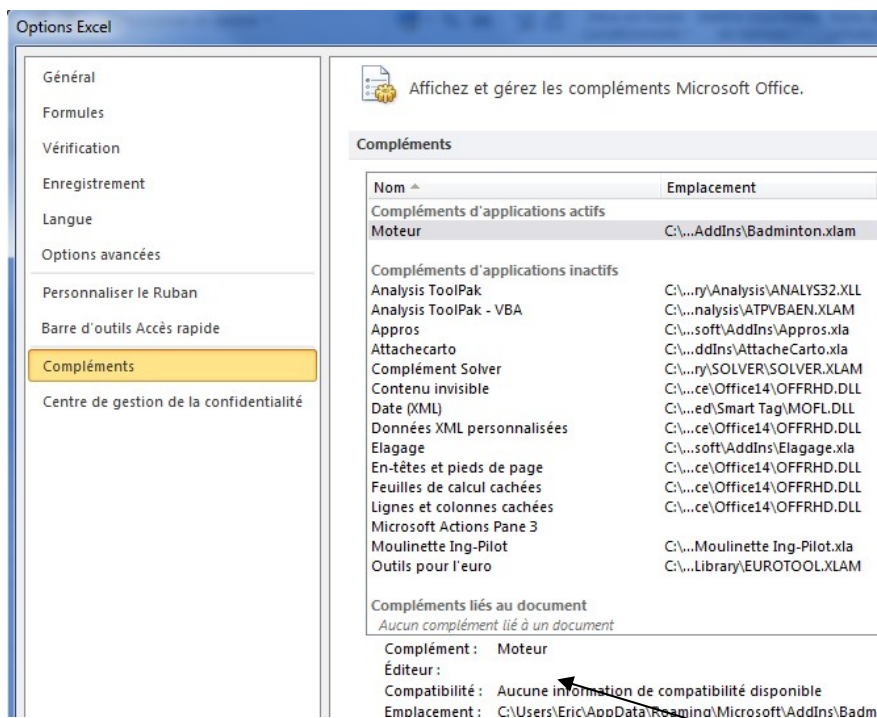 Options Excel
Général
Formules
Vérification
Enregistrement
Langue
Options avancées
Personnaliser le Ruban
Barre d'outils Accès rapide
Compléments
Centre de gestion de la confidentialité
Affichez et gérez les compléments Microsoft Office.
Compléments
Nom Emplacement
Compléments d'applications actifs
Moteur C:\...AddIns\Badminton.xlam
Compléments d'applications inactifs
Analysis ToolPak C:\...ry\Analysis\ANALYS32.XLL
Analysis ToolPak - VBA C:\...nalysis\ATPVBAEN.XLAM
Appros C:\...soft\AddIns\Appros.xla
Attachecarto C:\...ddIns\AttacheCarto.xla
Complément Solver C:\...ry\SOLVER\SOLVER.XLAM
Contenu invisible C:\...ce\Office14\OFFRHD.DLL
Date (XML) C:\...ed\Smart Tag\MOFL.DLL
Données XML personnalisées C:\...ce\Office14\OFFRHD.DLL
Elagage C:\...soft\AddIns\Elagage.xla
En-têtes et pieds de page C:\...ce\Office14\OFFRHD.DLL
Feuilles de calcul cachées C:\...ce\Office14\OFFRHD.DLL
Lignes et colonnes cachées C:\...ce\Office14\OFFRHD.DLL
Microsoft Actions Pane 3
Moulinette Ing-Pilot C:\...Moulinette Ing-Pilot.xla
Outils pour l'euro C:\...Library\EUROTOOL.XLAM
Compléments liés au document
Aucun complément lié à un document
Complément : Moteur
Éditeur :
Compatibilité : Aucune information de compatibilité disponible
Emplacement : C:\Users\Eric\AppData\Roaming\Microsoft\AddIns\Badm